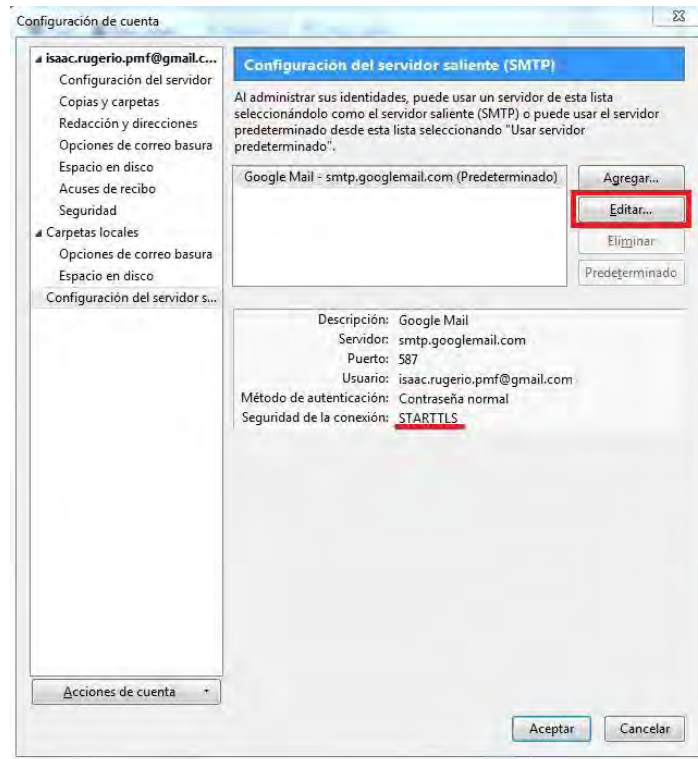 Configuración de cuenta
isaac.rugerio.pmf@gmail.c...
Configuración del servidor
Copias y carpetas
Redacción y direcciones
Opciones de correo basura
Espacio en disco
Acuses de recibo
Seguridad
Carpetas locales
Opciones de correo basura
Espacio en disco
Configuración del servidor s...
Acciones de cuenta
Configuración del servidor saliente (SMTP)
Al administrar sus identidades, puede usar un servidor de esta lista
seleccionándolo como el servidor saliente (SMTP) o puede usar el servidor
predeterminado desde esta lista seleccionando "Usar servidor
predeterminado".
Google Mail - smtp.googlemail.com (Predeterminado)
Agregar...
Editar...
Eliminar
Predeterminado
Descripción: Google Mail
Servidor: smtp.googlemail.com
Puerto: 587
Usuario: isaac.rugerio.pmf@gmail.com
Método de autenticación: Contraseña normal
Seguridad de la conexión: STARTTLS
Aceptar
Cancelar